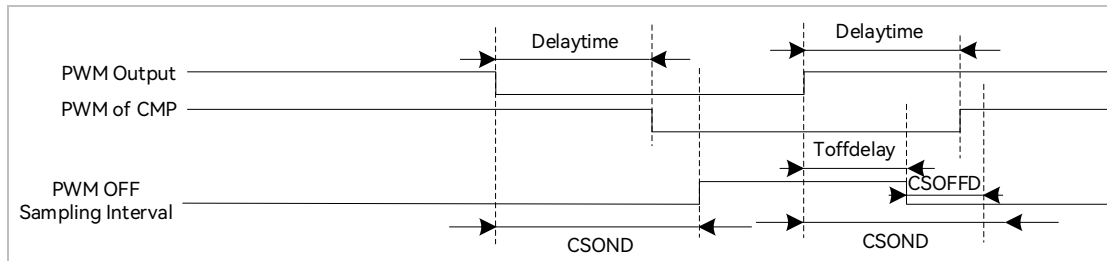 Delaytime
Delaytime
PWM Output
PWM of CMP
Toffdelay
PWM OFF
Sampling Interval
CSOFFD
CSOND
CSOND